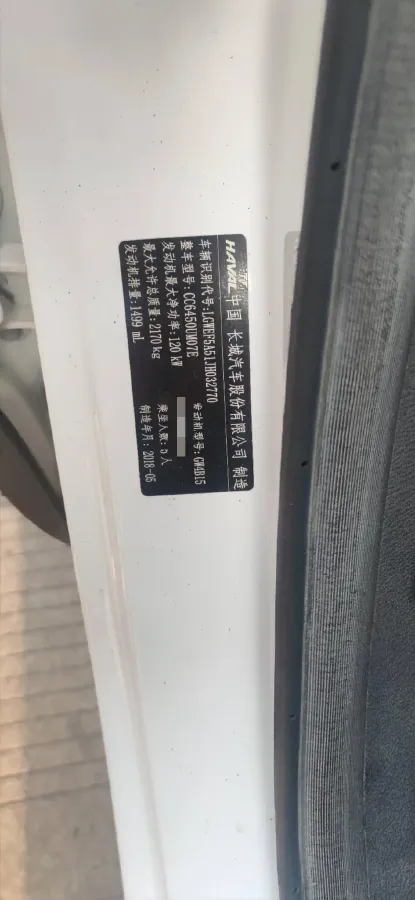 HAVAL 中国 长城汽车股份有限公司 制造
车辆识别代号:LGWEF5A51JH032770
整车型号:CC6450UM07E 发动机型号:GW4B15
发动机最大净功率:120 kW
最大允许总质量:2170 kg 乘坐人数:5人
发动机排量:1499 mL 制造年月:2018-05